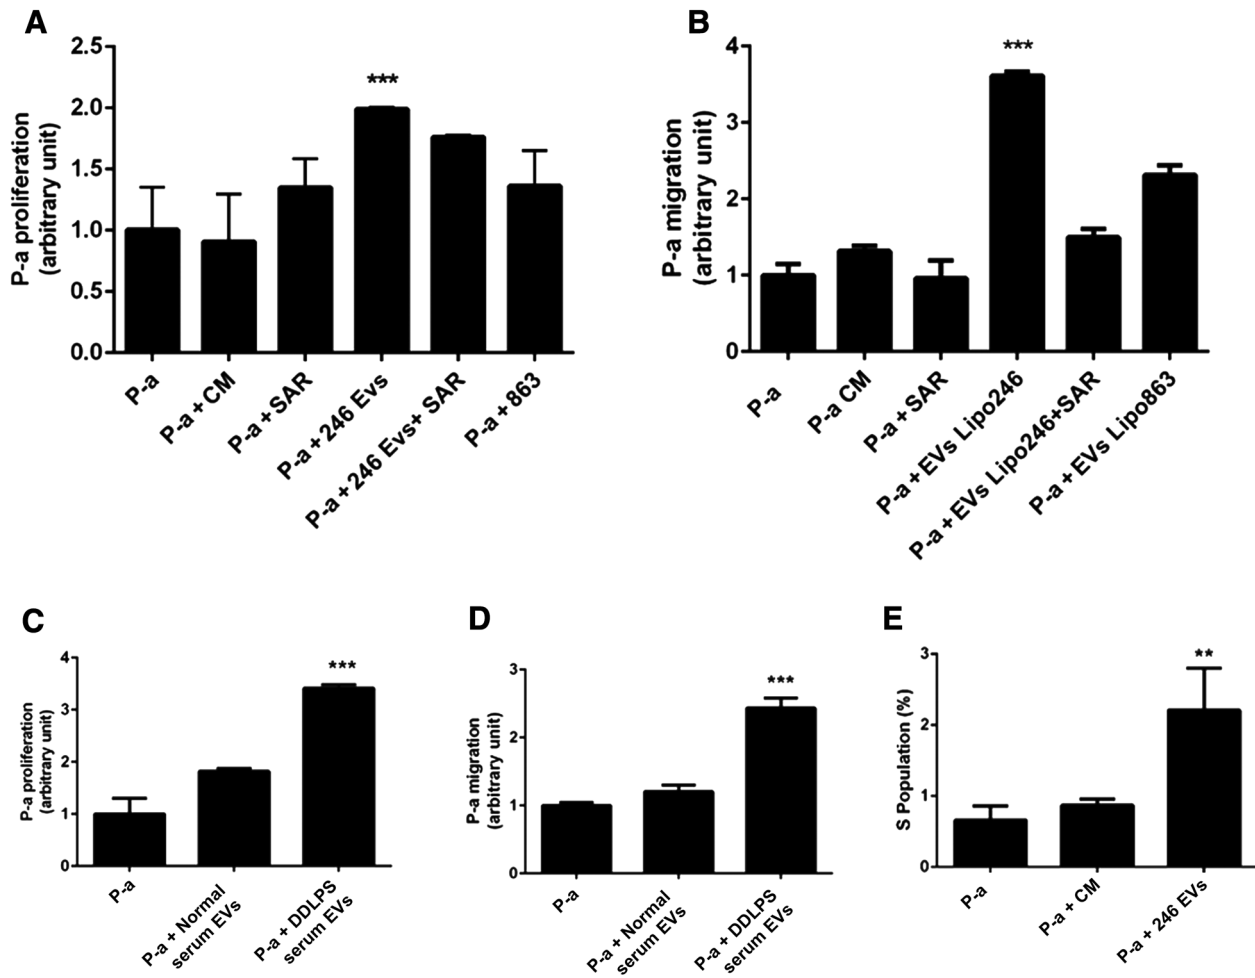 A
P-a proliferation
(arbitrary unit)
2.5
2.0
1.5
1.0
0.5
0.0
***
P-a
P-a + CM
P-a + SAR
P-a + 246 Evs
P-a + 246 Evs+ SAR
P-a + 863
B
P-a migration
(arbitrary unit)
4
3
2
1
0
***
P-a
P-a CM
P-a + SAR
P-a + EVs Lipo246
P-a + EVs Lipo246+SAR
P-a + EVs Lipo863
C
P-a proliferation
(arbitrary unit)
4
3
2
1
0
***
P-a
P-a + Normal
serum EVs
P-a + DDLPS
serum EVs
D
P-a migration
(arbitrary unit)
3
2
1
0
***
P-a
P-a + Normal
serum EVs
P-a + DDLPS
serum EVs
E
S Population (%)
3
2
1
0
**
P-a
P-a + CM
P-a + 246 EVs